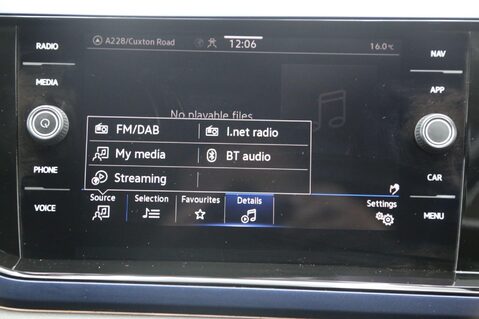 RADIO
A228/Cuxton Road
12:06
16.0°C
NAV
MEDIA
APP
No playable files
FM/DAB
I.net radio
My media
BT audio
Streaming
PHONE
CAR
VOICE
Source
Selection
Favourites
Details
Settings
MENU